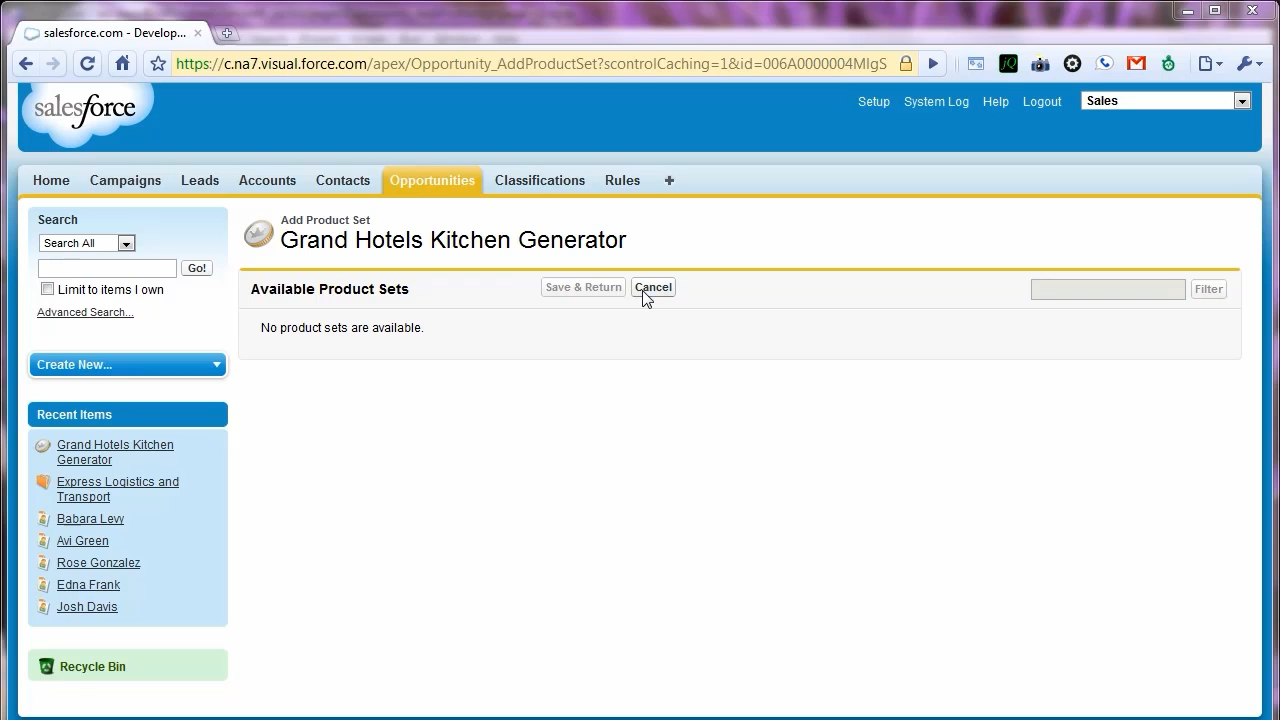 salesforce.com - Develop...
https://c.na7.visual.force.com/apex/Opportunity_AddProductSet?scontrolCaching=1&id=006A0000004MlgS
jQ
salesforce
Setup System Log Help Logout Sales
Home Campaigns Leads Accounts Contacts Opportunities Classifications Rules +
Search
Search All
Go!
Limit to items I own
Advanced Search...
Create New...
Recent Items
Grand Hotels Kitchen
Generator
Express Logistics and
Transport
Babara Levy
Avi Green
Rose Gonzalez
Edna Frank
Josh Davis
Recycle Bin
Add Product Set
Grand Hotels Kitchen Generator
Available Product Sets Save & Return Cancel Filter
No product sets are available.